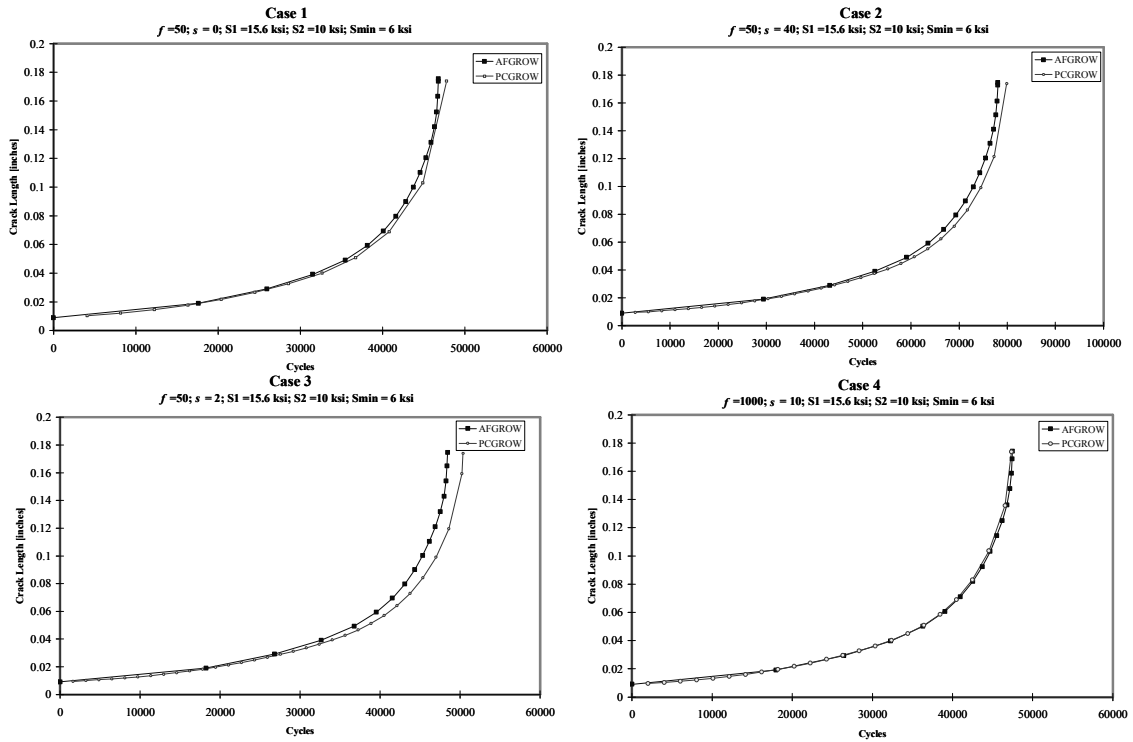 Case 1
f =50; s = 0; S1 =15.6 ksi; S2 =10 ksi; Smin = 6 ksi
0.2
0.18
0.16
0.14
0.12
0.1
0.08
0.06
0.04
0.02
0
Crack Length [inches]
AFGROW
PCGROW
0 10000 20000 30000 40000 50000 60000
Cycles
Case 2
f =50; s = 40; S1 =15.6 ksi; S2 =10 ksi; Smin = 6 ksi
0.2
0.18
0.16
0.14
0.12
0.1
0.08
0.06
0.04
0.02
0
Crack Length [inches]
AFGROW
PCGROW
0 10000 20000 30000 40000 50000 60000 70000 80000 90000 100000
Cycles
Case 3
f =50; s = 2; S1 =15.6 ksi; S2 =10 ksi; Smin = 6 ksi
0.2
0.18
0.16
0.14
0.12
0.1
0.08
0.06
0.04
0.02
0
Crack Length [inches]
AFGROW
PCGROW
0 10000 20000 30000 40000 50000 60000
Cycles
Case 4
f =1000; s = 10; S1 =15.6 ksi; S2 =10 ksi; Smin = 6 ksi
0.2
0.18
0.16
0.14
0.12
0.1
0.08
0.06
0.04
0.02
0
Crack Length [inches]
AFGROW
PCGROW
0 10000 20000 30000 40000 50000 60000
Cycles